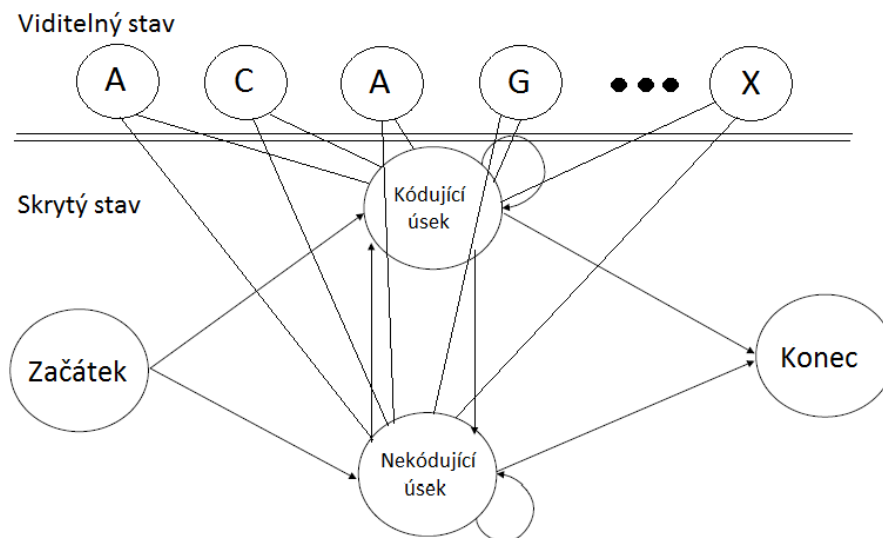 Viditelný stav
A
C
A
G
X
Skrytý stav
Kódující
úsek
Začátek
Konec
Nekódující
úsek